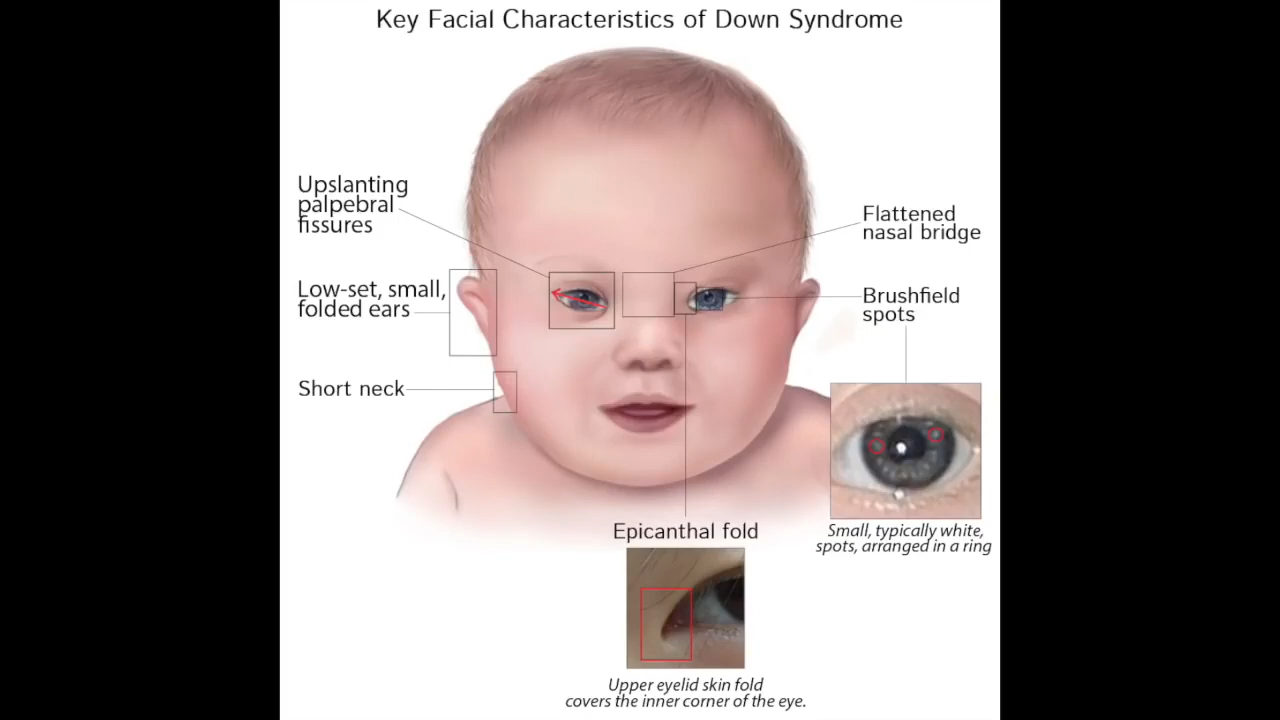 Key Facial Characteristics of Down Syndrome
Upslanting
palpebral
fissures
Flattened
nasal bridge
Low-set, small,
folded ears
Brushfield
spots
Short neck
Epicanthal fold
Small, typically white,
spots, arranged in a ring
Upper eyelid skin fold
covers the inner corner of the eye.